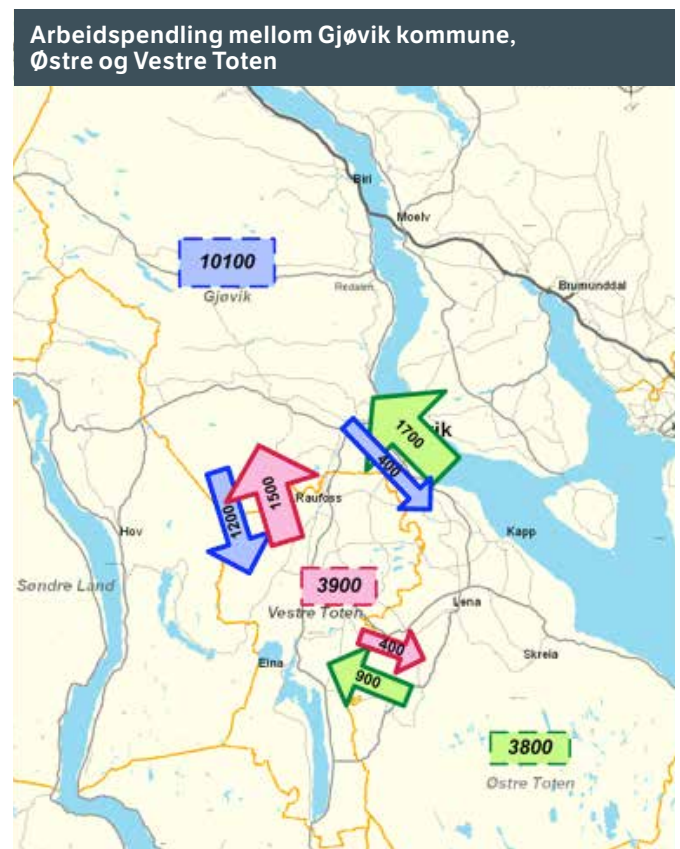 Arbeidspendling mellom Gjøvik kommune,
Østre og Vestre Toten
Biri
Moelv
10100
Gjøvik
Redalen
Brumunddal
1700
vik
400
1500
1200
Raufoss
Hov
Kapp
Søndre Land
3900
Vestre Toten
Lena
400
Skreia
Eina
900
3800
Østre Toten